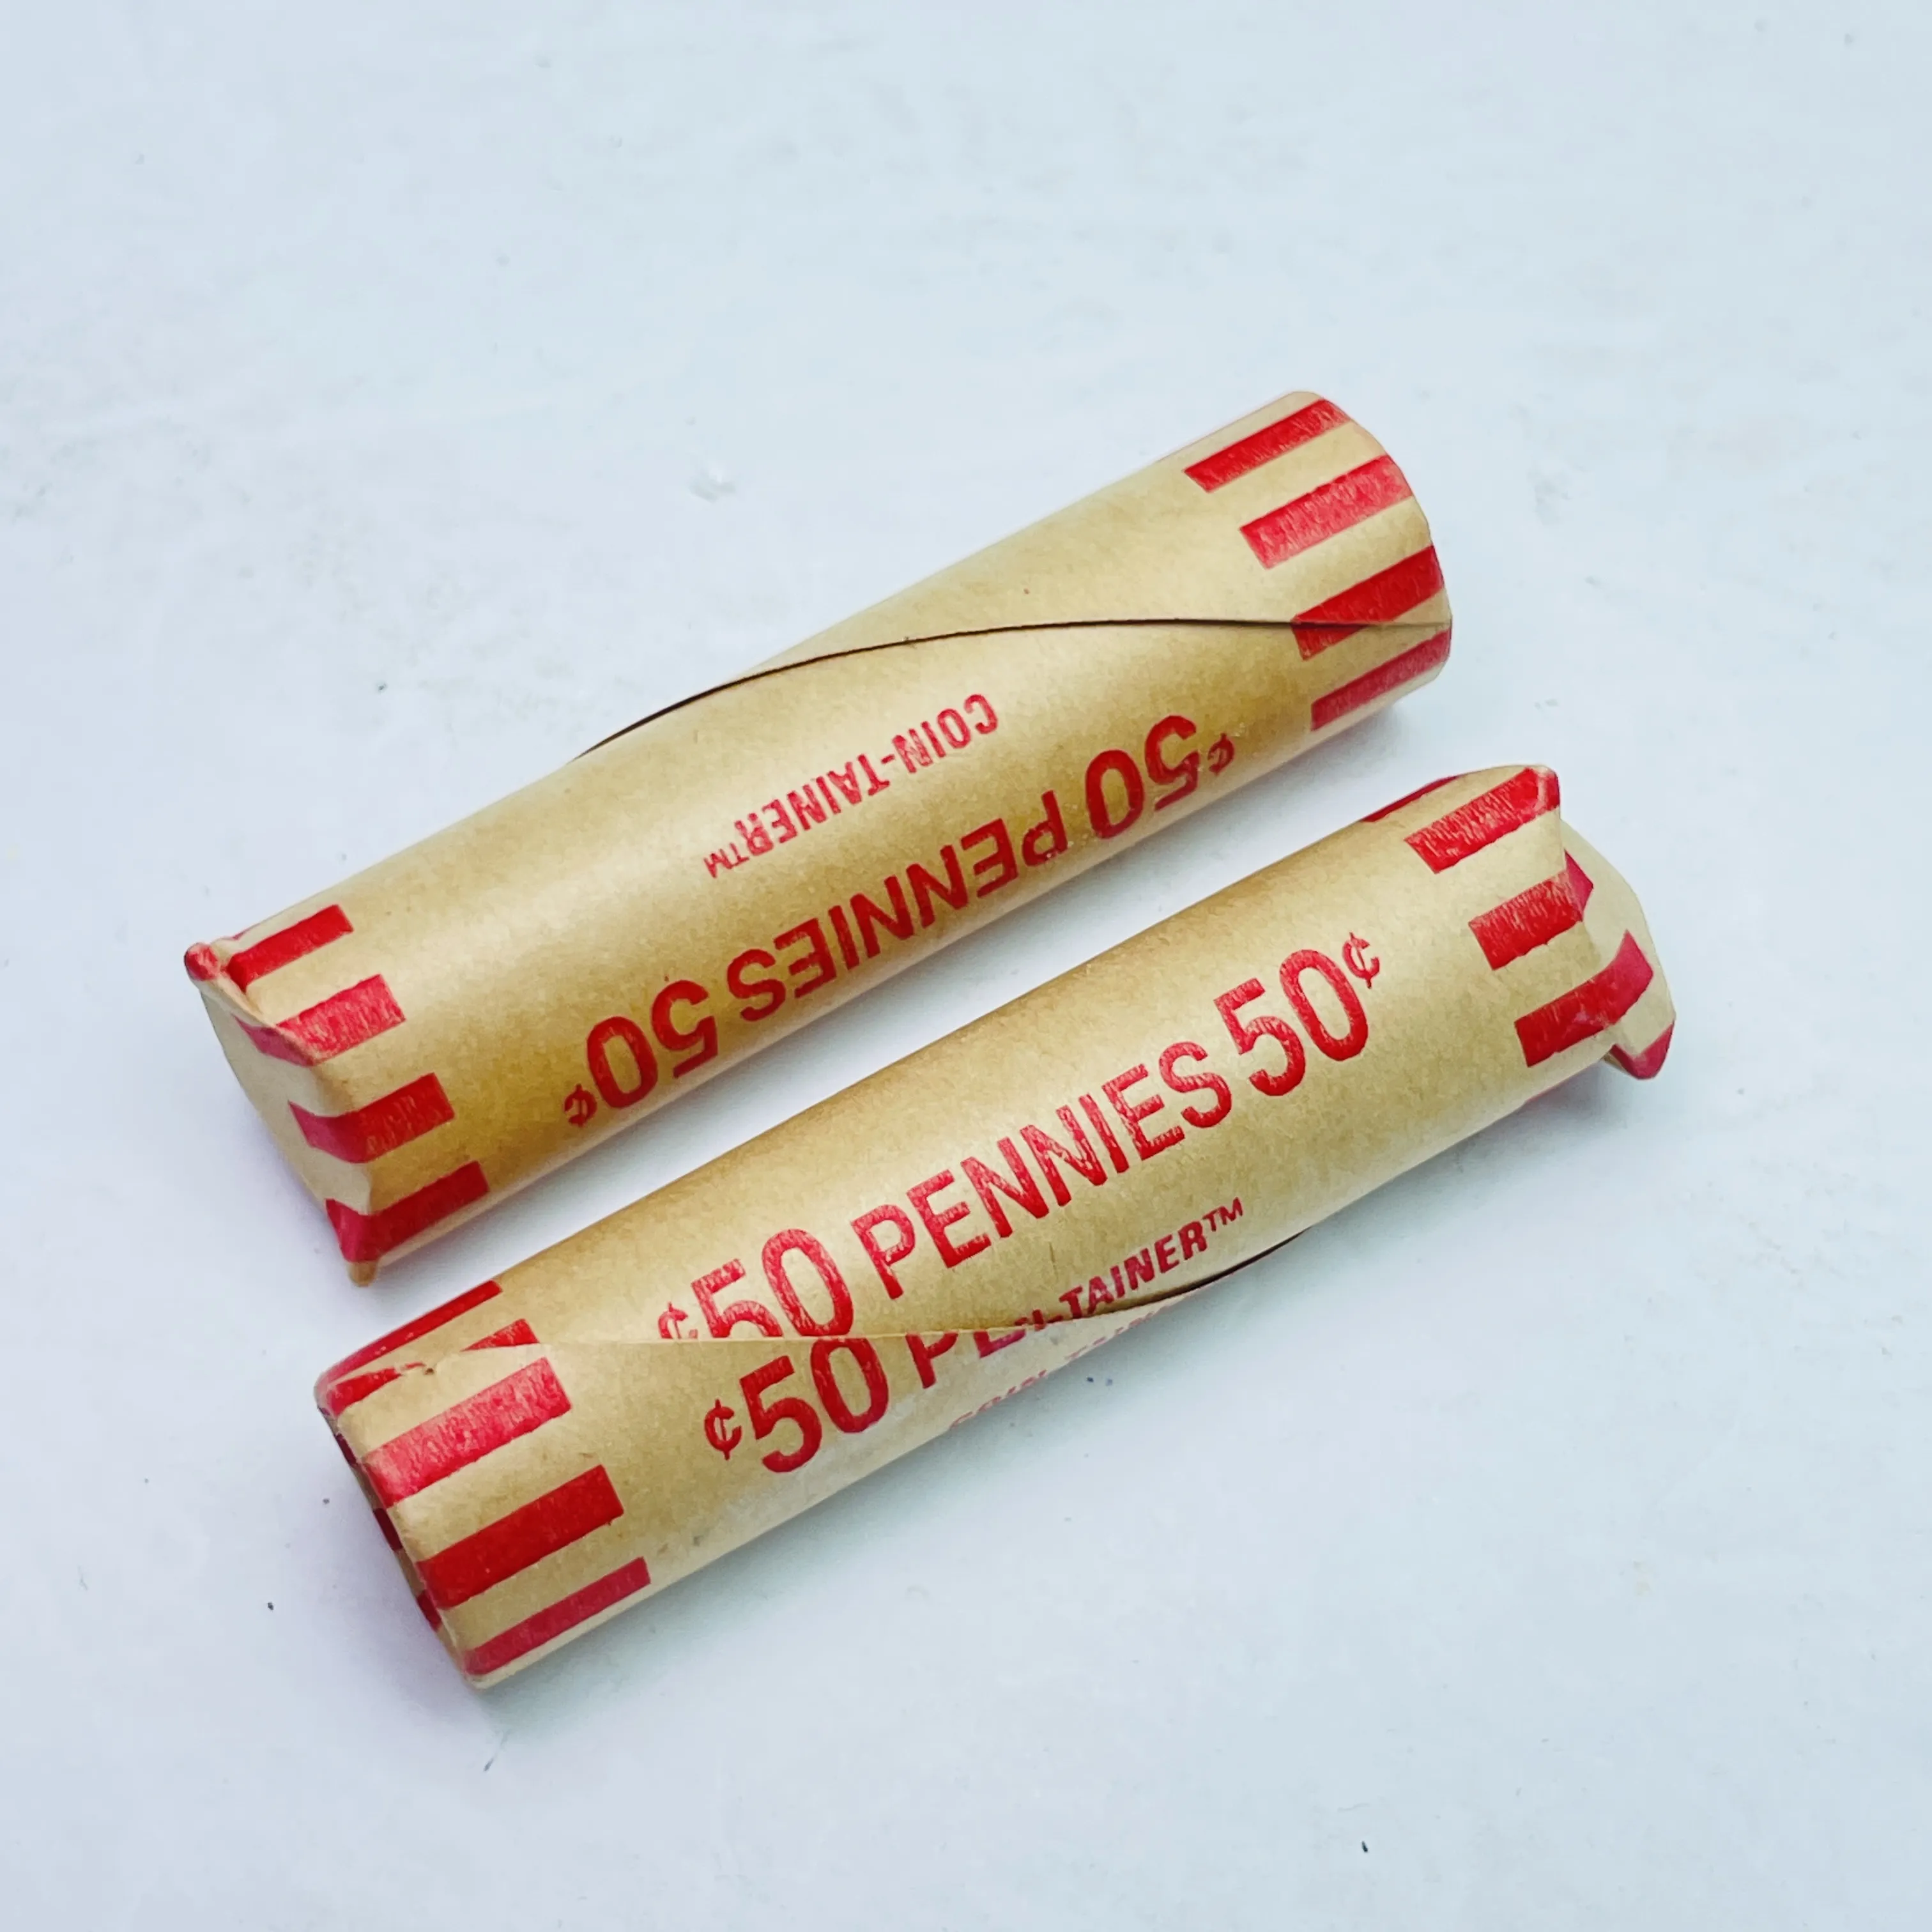 COIN-TAINER™
¢50 PENNIES 50¢
¢50 PENNIES 50¢
-TAINER™
¢50